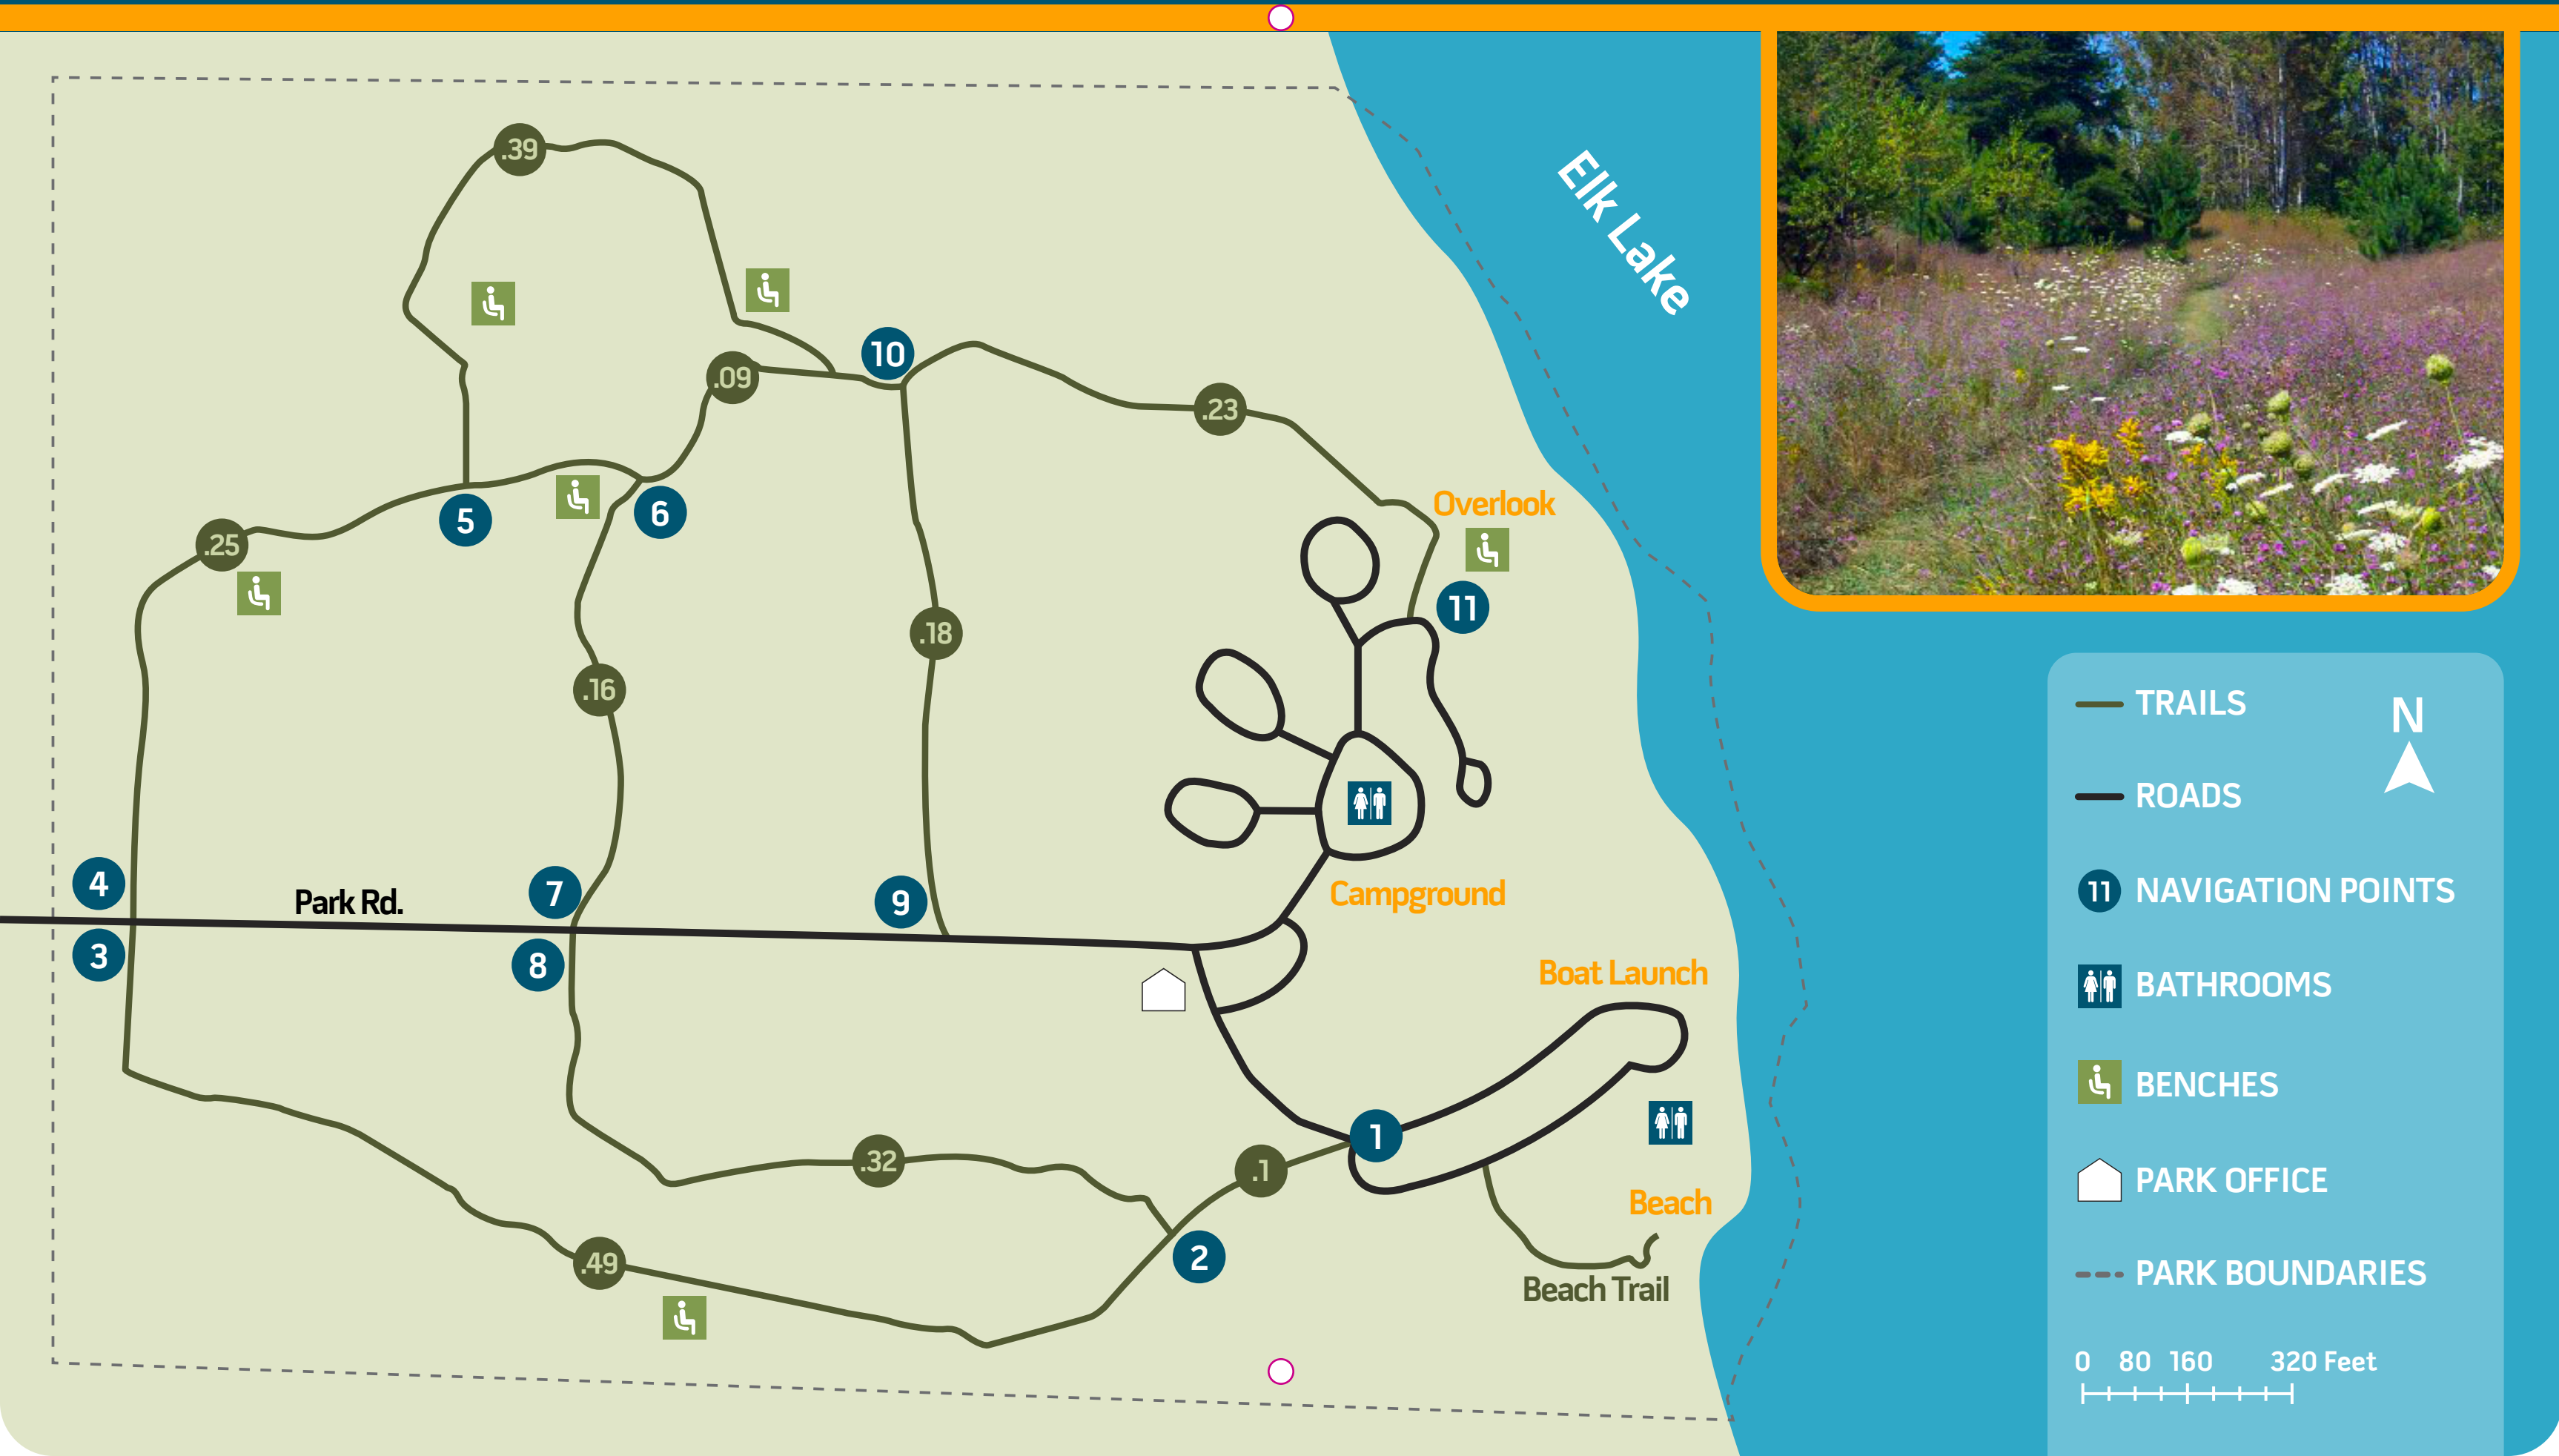 Elk Lake
.39
10
.09
.23
Overlook
5
6
.25
11
.18
.16
4
Park Rd.
7
9
Campground
3
8
Boat Launch
1
.32
.1
Beach
2
.49
Beach Trail
TRAILS
N
ROADS
11 NAVIGATION POINTS
BATHROOMS
BENCHES
PARK OFFICE
PARK BOUNDARIES
0 80 160 320 Feet